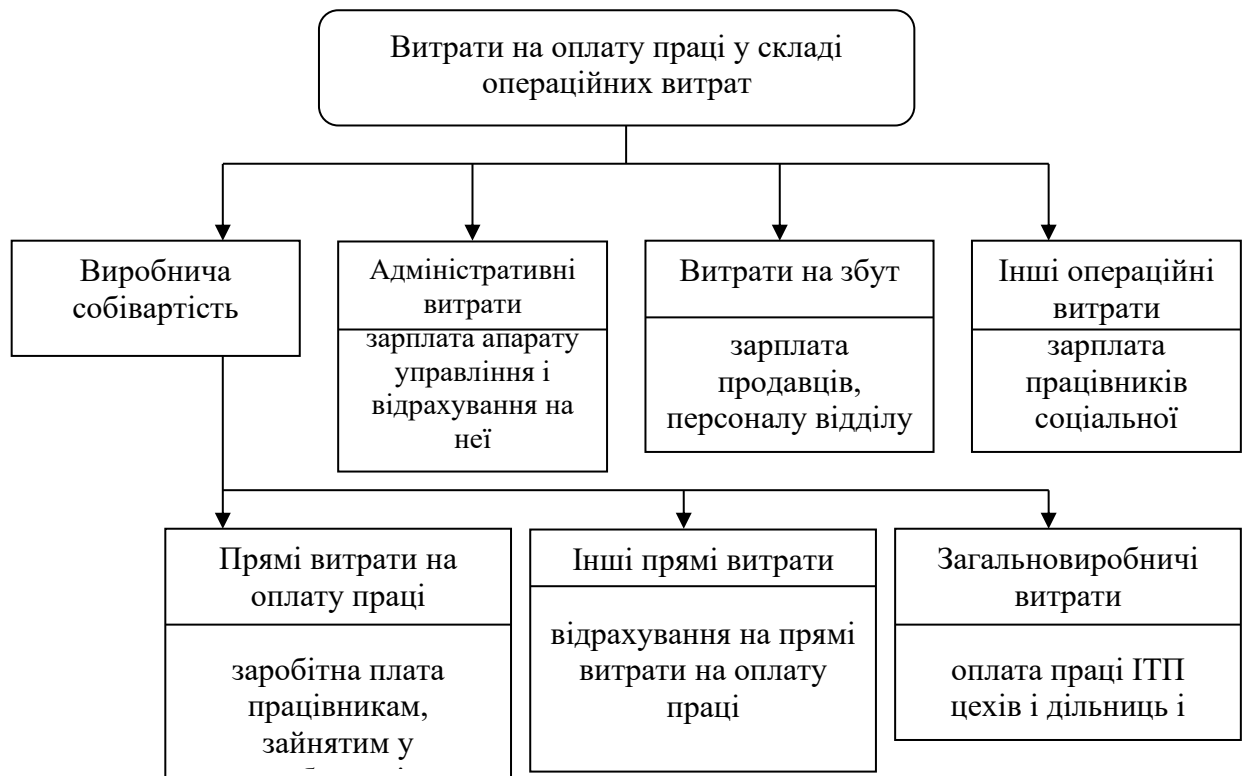 Витрати на оплату праці у складі
операційних витрат
Виробнича
собівартість
Адміністративні
витрати
зарплата апарату
управління і
відрахування на
неї
Витрати на збут
зарплата
продавців,
персоналу відділу
Інші операційні
витрати
зарплата
працівників
соціальної
Прямі витрати на
оплату праці
заробітна плата
працівникам,
зайнятим у
Інші прямі витрати
відрахування на прямі
витрати на оплату
праці
Загальновиробничі
витрати
оплата праці ІТП
цехів і дільниць і